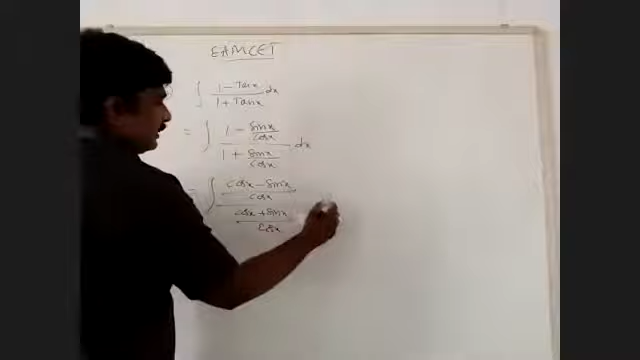 EAMCET
∫ (1 - Tanx)/(1 + Tanx) dx
= ∫ (1 - Sinx/Cosx)/(1 + Sinx/Cosx) dx
= ∫ ((Cosx - Sinx)/Cosx)/((Cosx + Sinx)/Cosx)